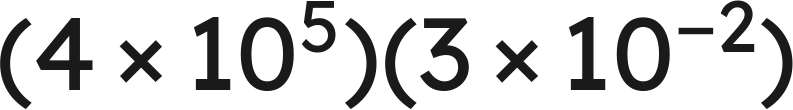 (4 × 10⁵)(3 × 10⁻²)